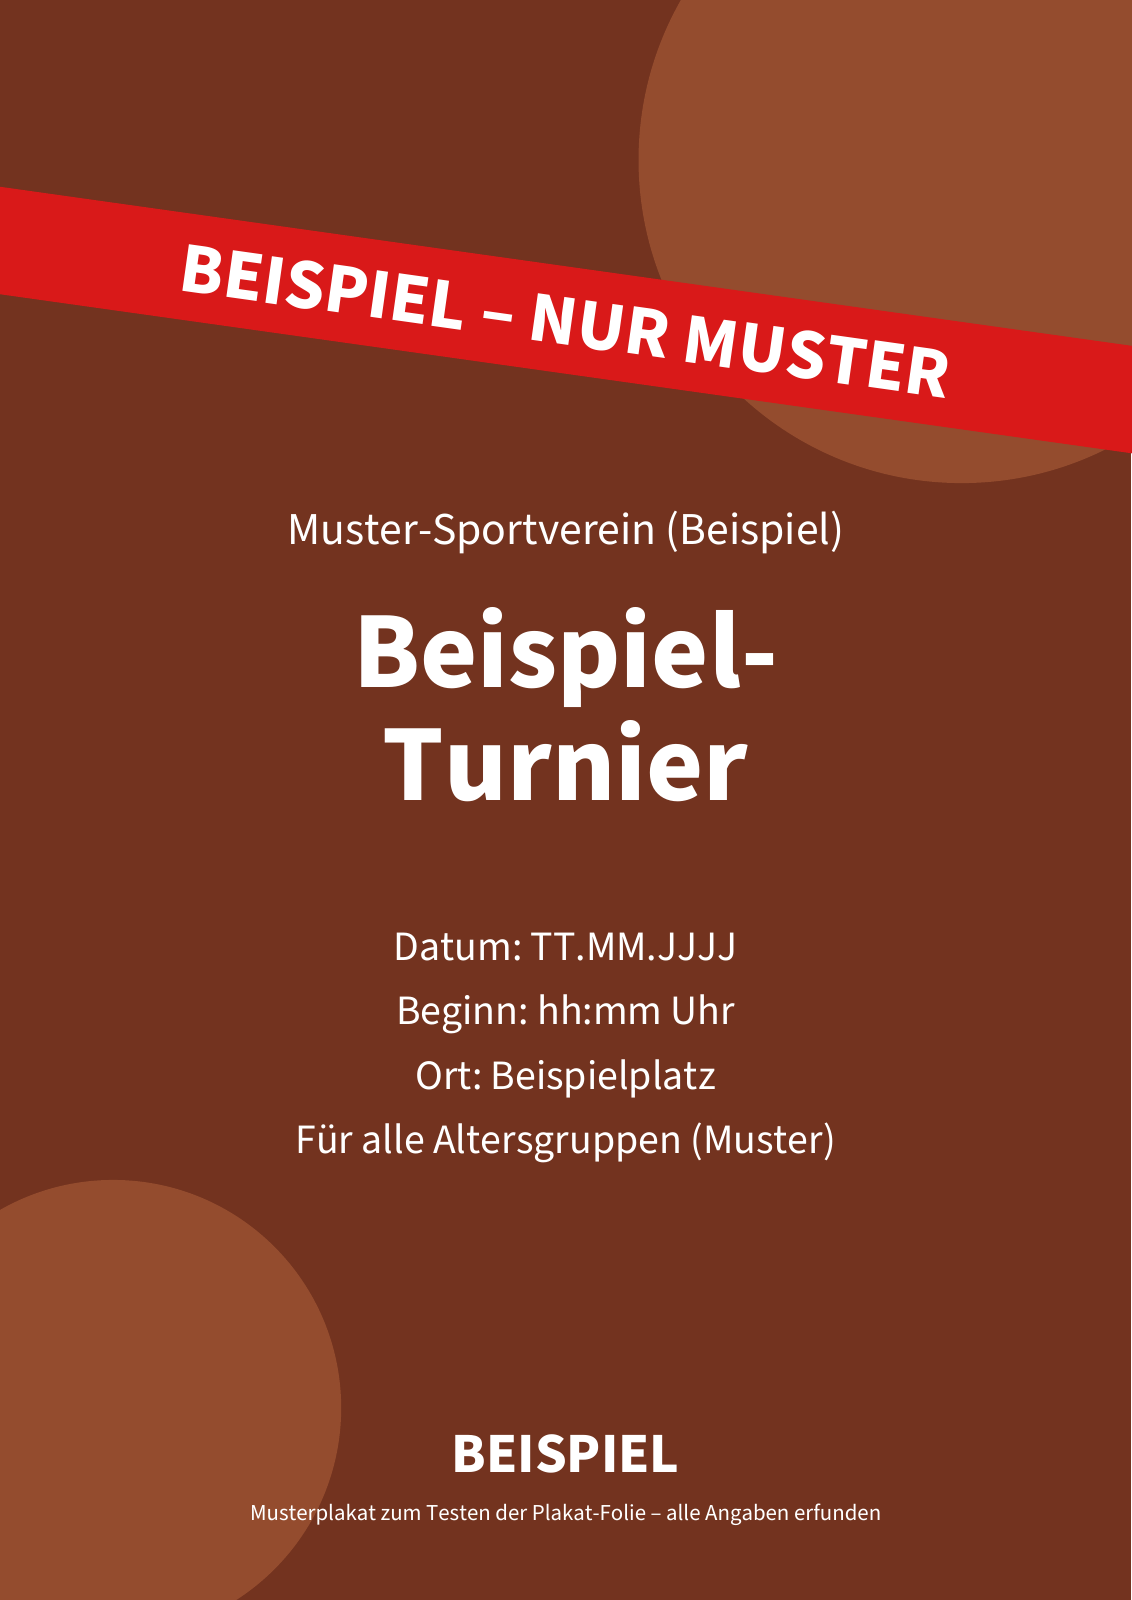 BEISPIEL – NUR MUSTER
Muster-Sportverein (Beispiel)
Beispiel-
Turnier
Datum: TT.MM.JJJJ
Beginn: hh:mm Uhr
Ort: Beispielplatz
Für alle Altersgruppen (Muster)
BEISPIEL
Musterplakat zum Testen der Plakat-Folie – alle Angaben erfunden